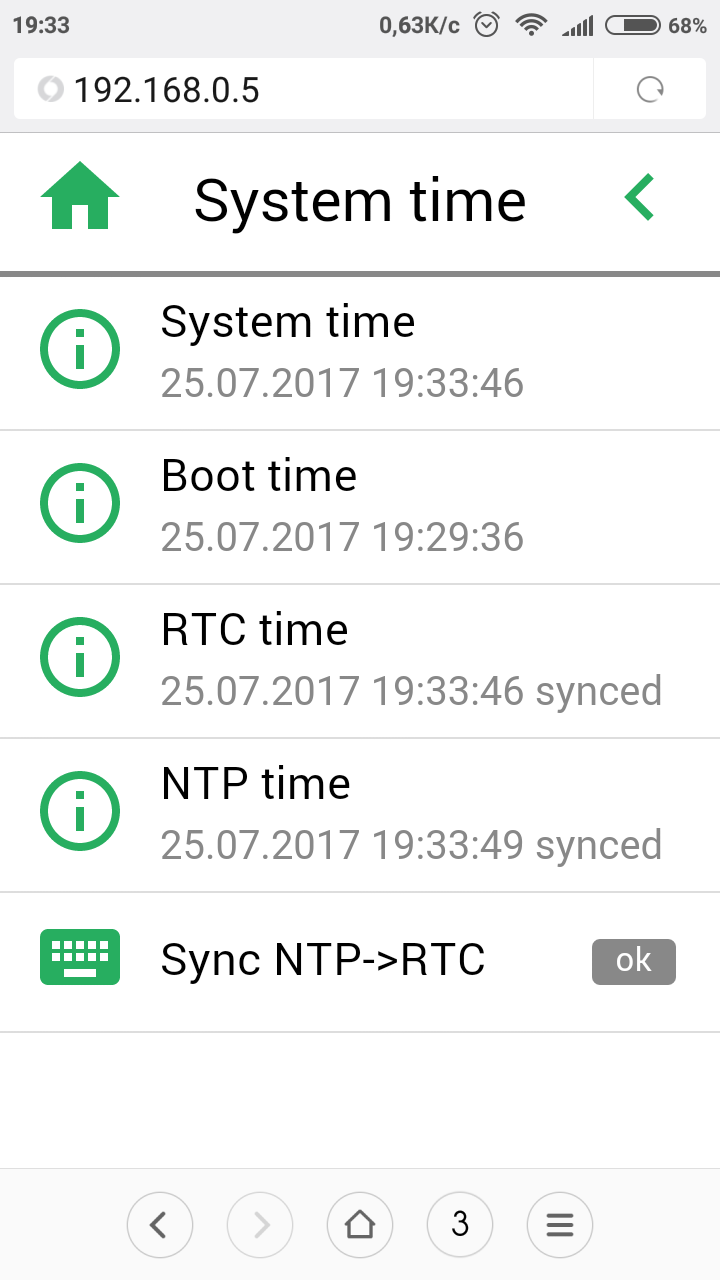 19:33 0,63K/c 68%
192.168.0.5
System time
System time
25.07.2017 19:33:46
Boot time
25.07.2017 19:29:36
RTC time
25.07.2017 19:33:46 synced
NTP time
25.07.2017 19:33:49 synced
Sync NTP->RTC ok
3